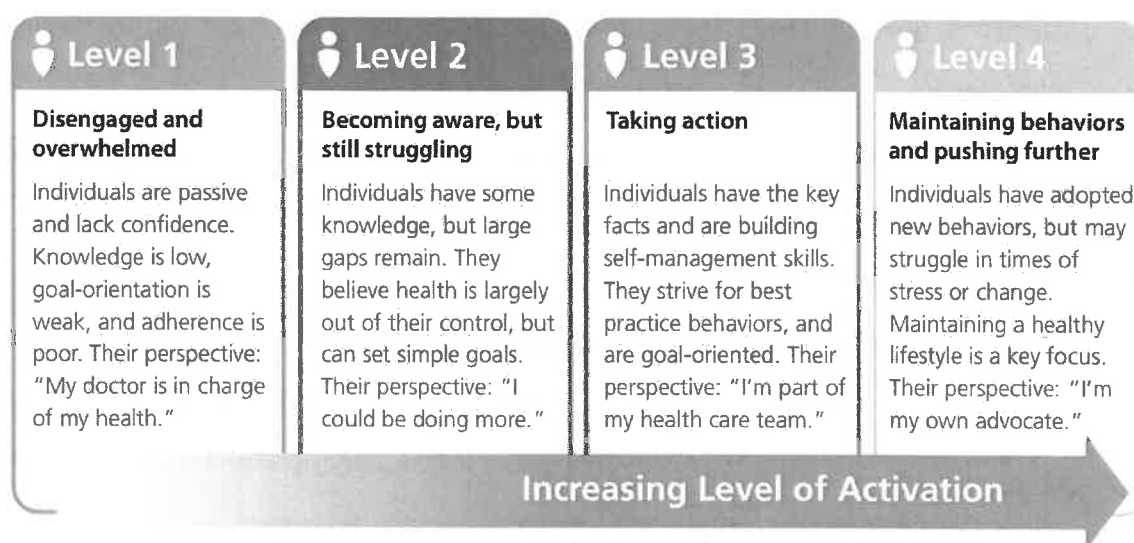 Level 1
Disengaged and
overwhelmed
Individuals are passive
and lack confidence.
Knowledge is low,
goal-orientation is
weak, and adherence is
poor. Their perspective:
"My doctor is in charge
of my health."
Level 2
Becoming aware, but
still struggling
Individuals have some
knowledge, but large
gaps remain. They
believe health is largely
out of their control, but
can set simple goals.
Their perspective: "I
could be doing more."
Level 3
Taking action
Individuals have the key
facts and are building
self-management skills.
They strive for best
practice behaviors, and
are goal-oriented. Their
perspective: "I'm part of
my health care team."
Level 4
Maintaining behaviors
and pushing further
Individuals have adopted
new behaviors, but may
struggle in times of
stress or change.
Maintaining a healthy
lifestyle is a key focus.
Their perspective: "I'm
my own advocate."
Increasing Level of Activation